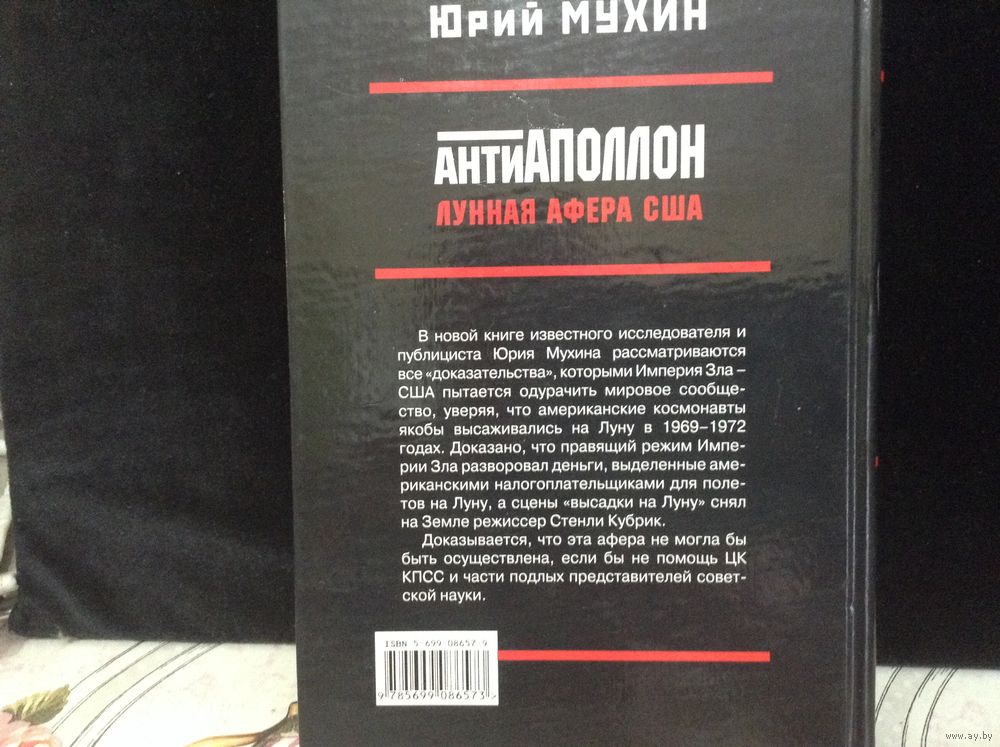 Юрий МУХИН
АНТИАПОЛЛОН
ЛУННАЯ АФЕРА США
В новой книге известного исследователя и
публициста Юрия Мухина рассматриваются
все «доказательства», которыми Империя Зла –
США пытается одурачить мировое сообще-
ство, уверяя, что американские космонавты
якобы высаживались на Луну в 1969–1972
годах. Доказано, что правящий режим Импе-
рии Зла разворовал деньги, выделенные аме-
риканскими налогоплательщиками для поле-
тов на Луну, а сцены «высадки на Луну» снял
на Земле режиссер Стенли Кубрик.
Доказывается, что эта афера не могла бы
быть осуществлена, если бы не помощь ЦК
КПСС и части подлых представителей совет-
ской науки.
ISBN 5-699-08657-9
9 785699 086573 >
www.ay.by